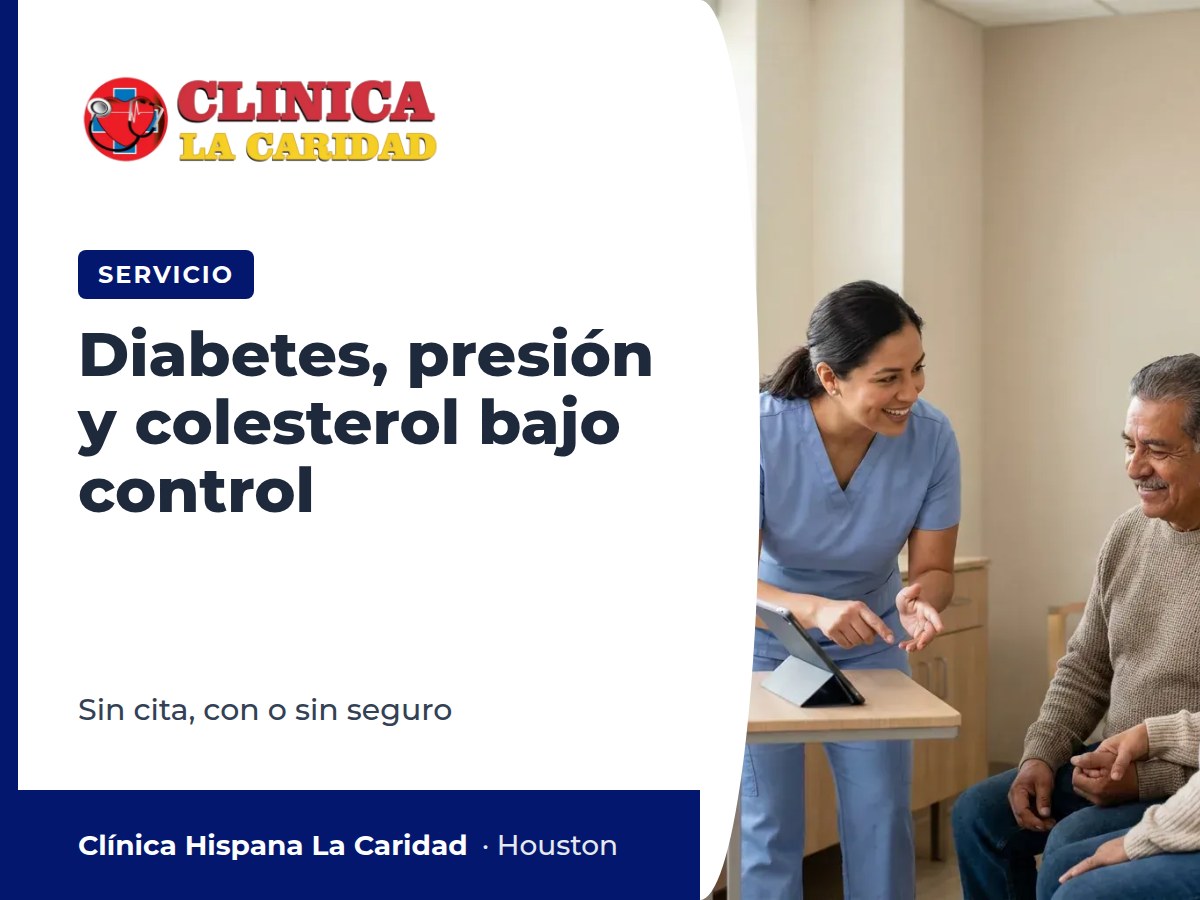 CLINICA
LA CARIDAD
SERVICIO
Diabetes, presión
y colesterol bajo
control
Sin cita, con o sin seguro
Clínica Hispana La Caridad · Houston